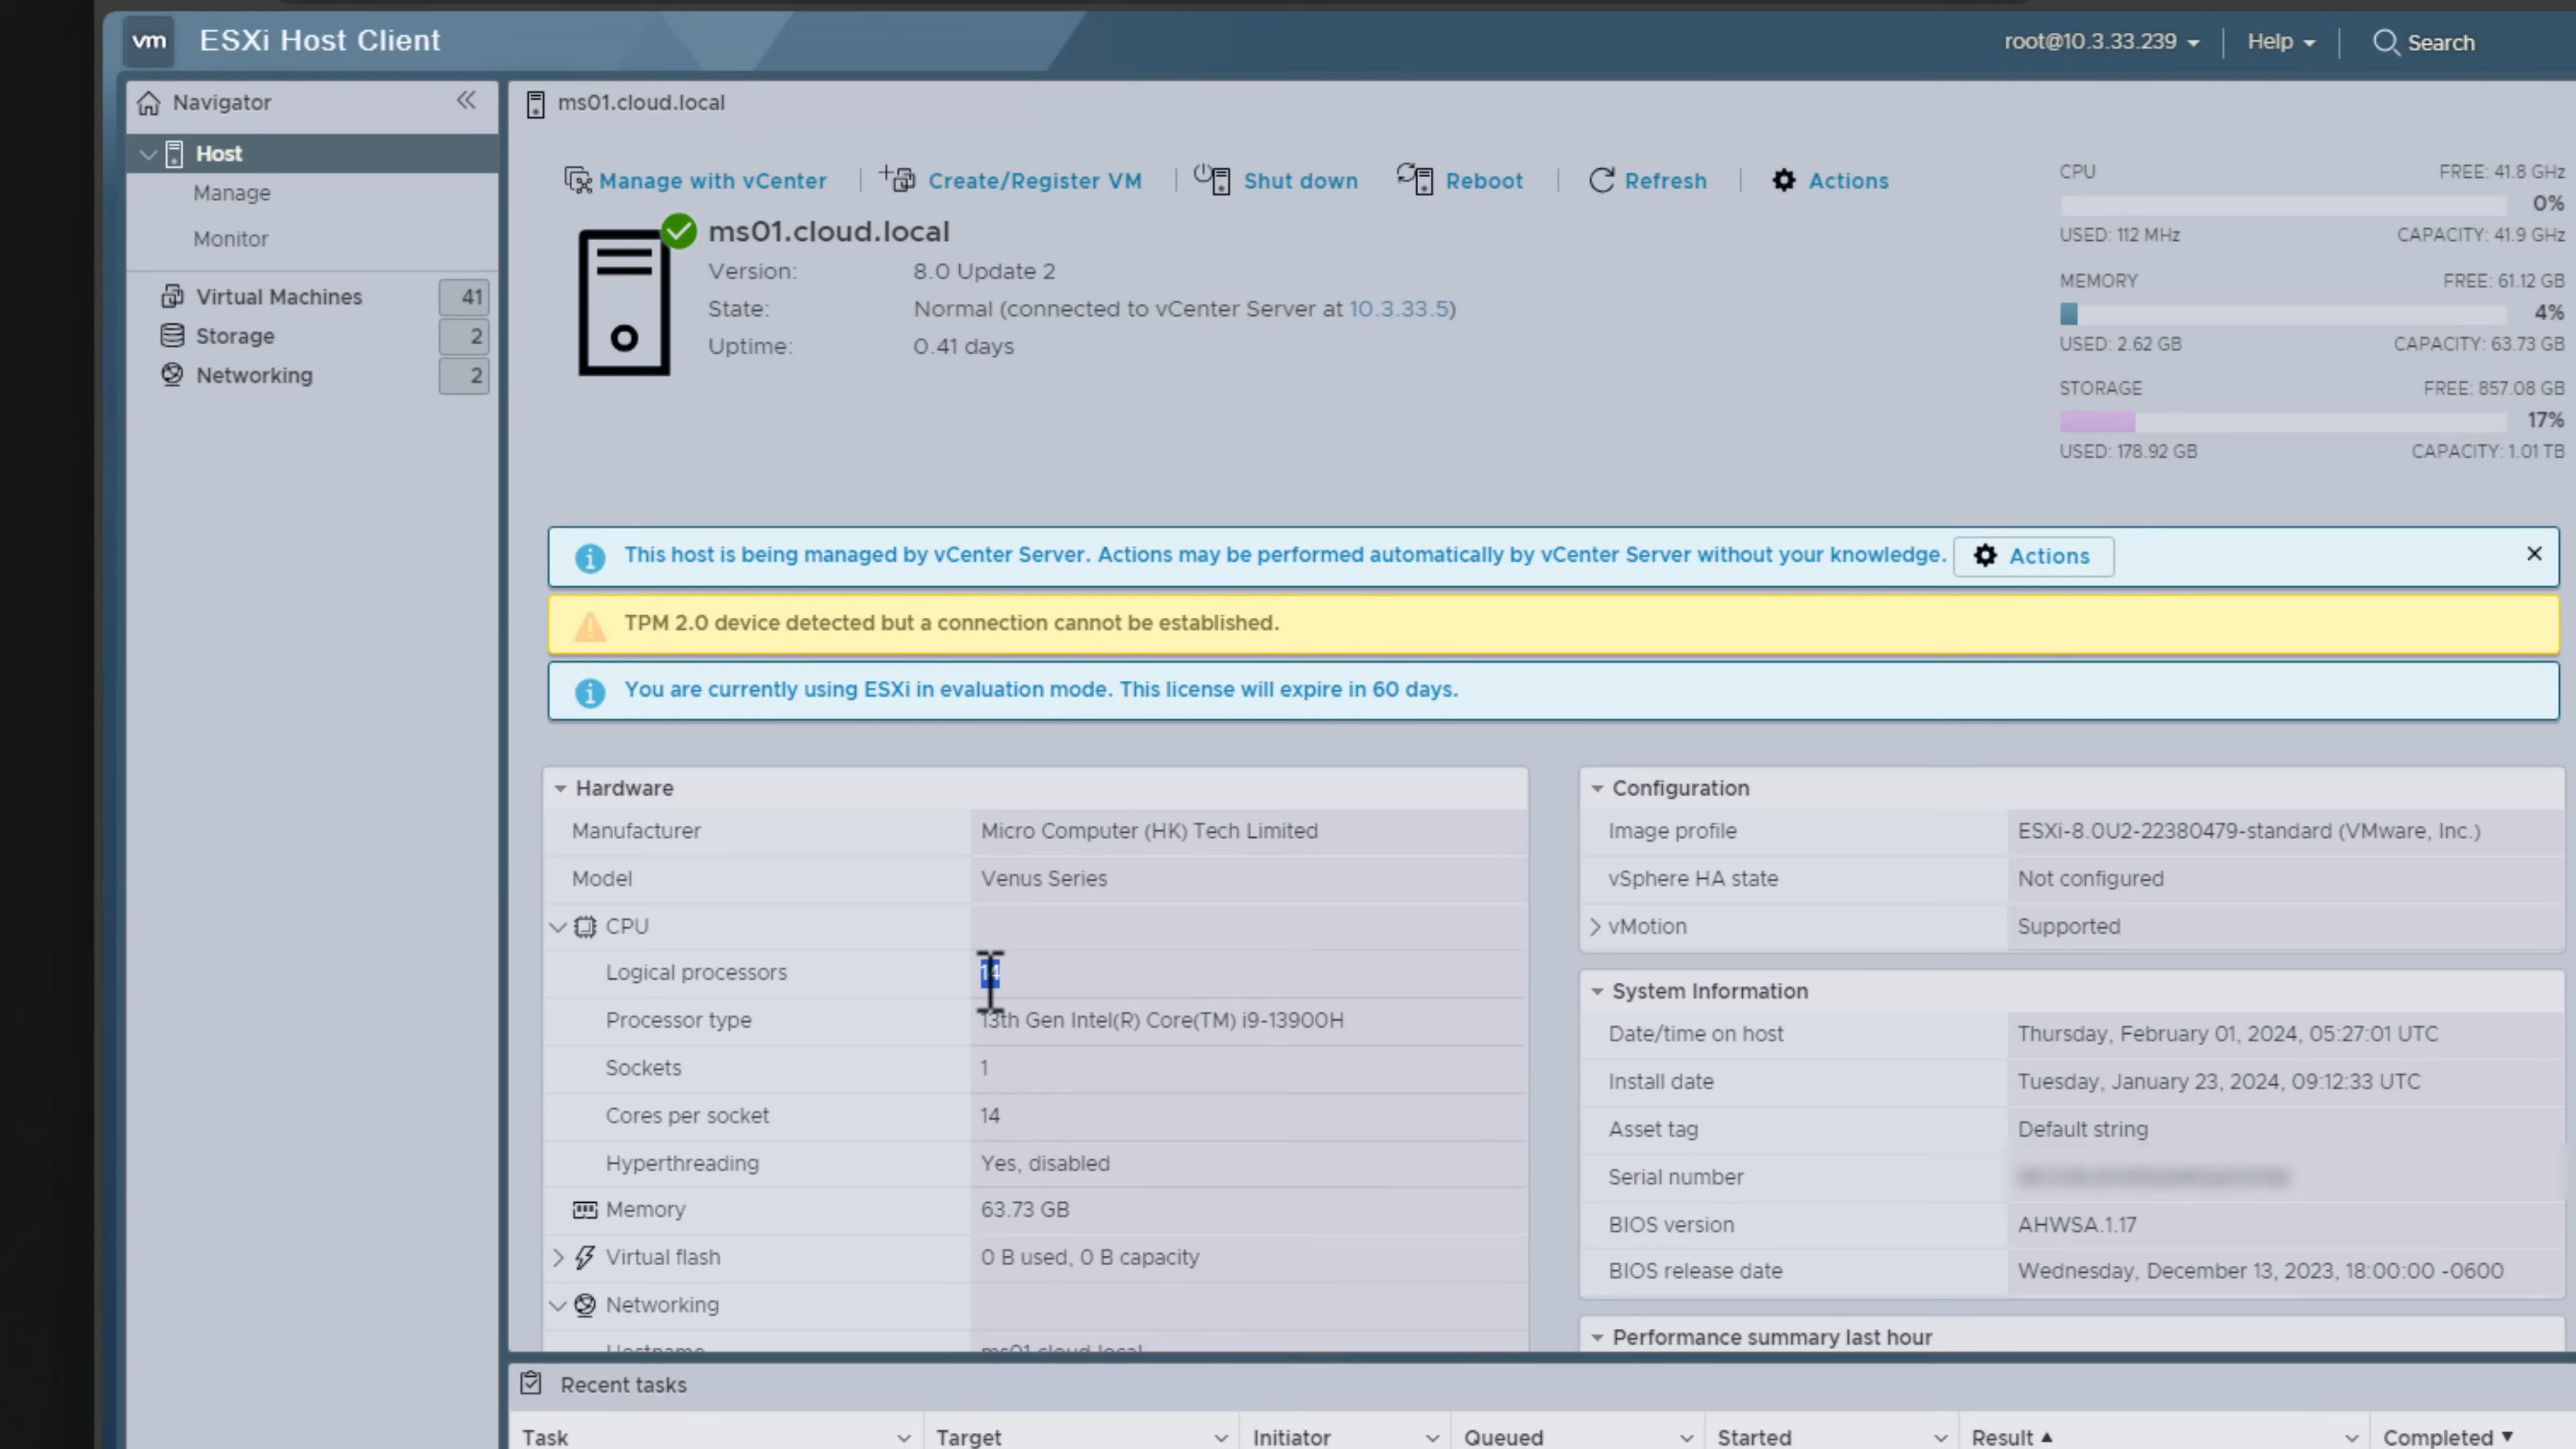 vm ESXi Host Client
root@10.3.33.239 Help Search
Navigator
Host
Manage
Monitor
Virtual Machines 41
Storage 2
Networking 2
ms01.cloud.local
Manage with vCenter Create/Register VM Shut down Reboot Refresh Actions
ms01.cloud.local
Version: 8.0 Update 2
State: Normal (connected to vCenter Server at 10.3.33.5)
Uptime: 0.41 days
CPU FREE: 41.8 GHz
0%
USED: 112 MHz CAPACITY: 41.9 GHz
MEMORY FREE: 61.12 GB
4%
USED: 2.62 GB CAPACITY: 63.73 GB
STORAGE FREE: 857.08 GB
17%
USED: 178.92 GB CAPACITY: 1.01 TB
This host is being managed by vCenter Server. Actions may be performed automatically by vCenter Server without your knowledge. Actions
TPM 2.0 device detected but a connection cannot be established.
You are currently using ESXi in evaluation mode. This license will expire in 60 days.
Hardware
Manufacturer Micro Computer (HK) Tech Limited
Model Venus Series
CPU
Logical processors 14
Processor type 13th Gen Intel(R) Core(TM) i9-13900H
Sockets 1
Cores per socket 14
Hyperthreading Yes, disabled
Memory 63.73 GB
Virtual flash 0 B used, 0 B capacity
Networking
Hostname ms01.cloud.local
Configuration
Image profile ESXi-8.0U2-22380479-standard (VMware, Inc.)
vSphere HA state Not configured
vMotion Supported
System Information
Date/time on host Thursday, February 01, 2024, 05:27:01 UTC
Install date Tuesday, January 23, 2024, 09:12:33 UTC
Asset tag Default string
Serial number
BIOS version AHWSA.1.17
BIOS release date Wednesday, December 13, 2023, 18:00:00 -0600
Performance summary last hour
Recent tasks
Task Target Initiator Queued Started Result Completed